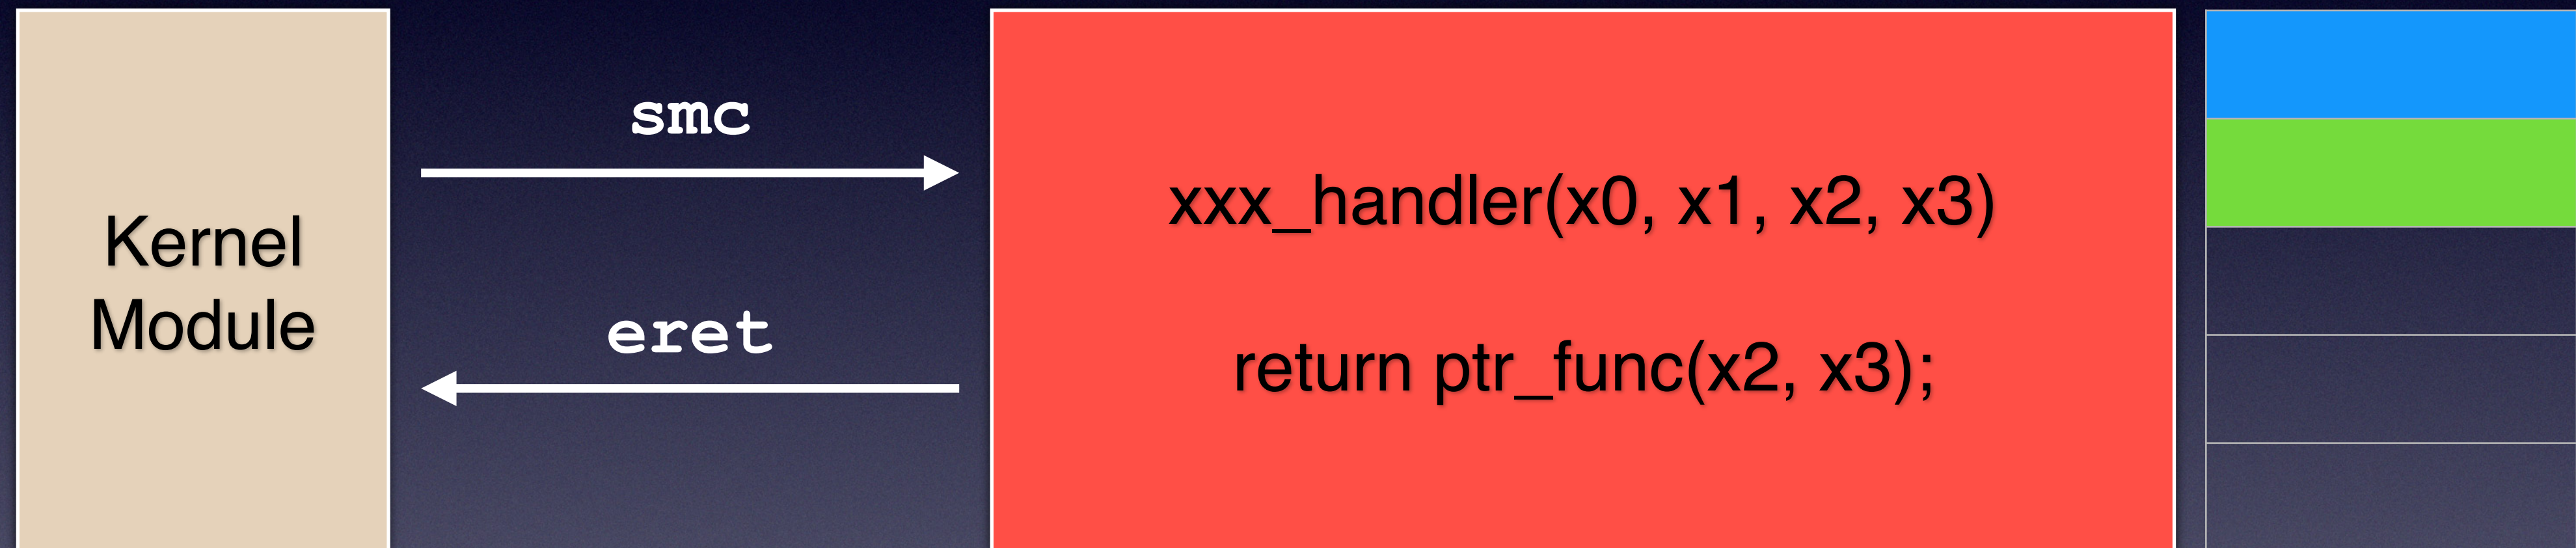 Kernel
Module
smc
eret
xxx_handler(x0, x1, x2, x3)
return ptr_func(x2, x3);